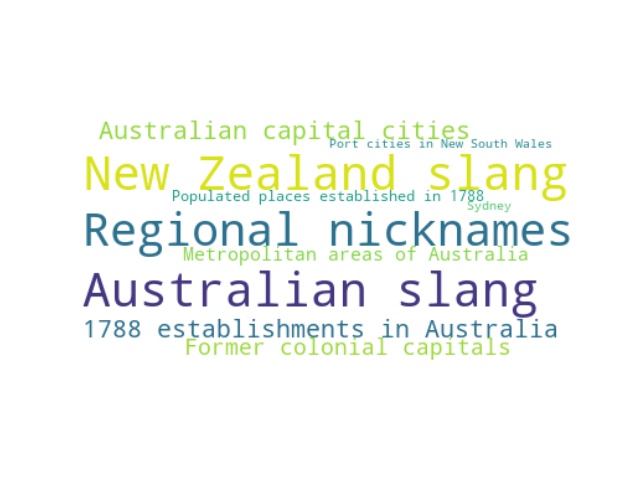 Australian capital cities
Port cities in New South Wales
New Zealand slang
Populated places established in 1788
Sydney
Regional nicknames
Metropolitan areas of Australia
Australian slang
1788 establishments in Australia
Former colonial capitals